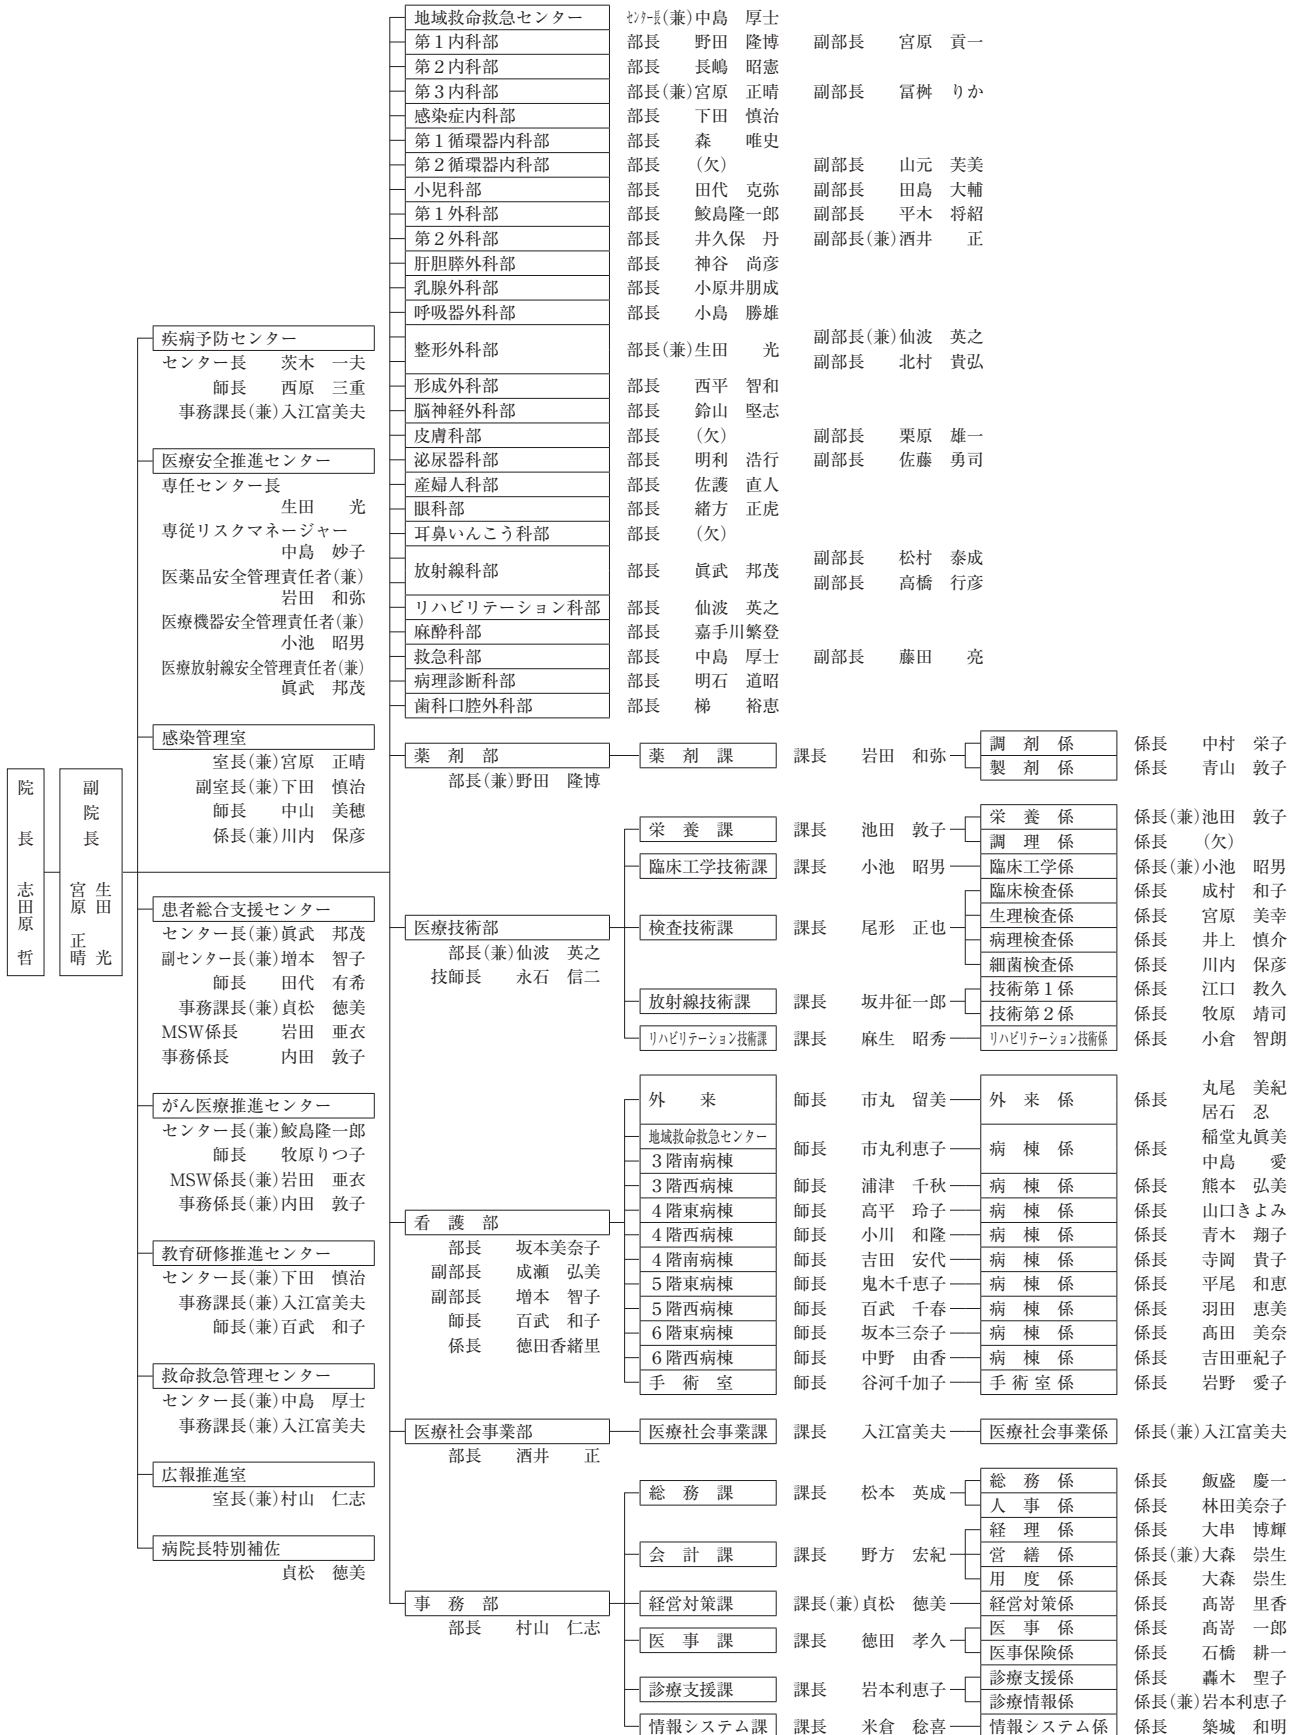 院長　志田原　哲
副院長　宮原　正晴　生田　光
疾病予防センター
センター長　茨木　一夫
師長　西原　三重
事務課長(兼)入江富美夫
医療安全推進センター
専任センター長
生田　光
専従リスクマネージャー
中島　妙子
医薬品安全管理責任者(兼)
岩田　和弥
医療機器安全管理責任者(兼)
小池　昭男
医療放射線安全管理責任者(兼)
眞武　邦茂
感染管理室
室長(兼)宮原　正晴
副室長(兼)下田　慎治
師長　中山　美穂
係長(兼)川内　保彦
患者総合支援センター
センター長(兼)眞武　邦茂
副センター長(兼)増本　智子
師長　田代　有希
事務課長(兼)貞松　徳美
MSW係長　岩田　亜衣
事務係長　内田　敦子
がん医療推進センター
センター長(兼)鮫島隆一郎
師長　牧原りつ子
MSW係長(兼)岩田　亜衣
事務係長(兼)内田　敦子
教育研修推進センター
センター長(兼)下田　慎治
事務課長(兼)入江富美夫
師長(兼)百武　和子
救命救急管理センター
センター長(兼)中島　厚士
事務課長(兼)入江富美夫
広報推進室
室長(兼)村山　仁志
病院長特別補佐
貞松　徳美
地域救命救急センター　センター長(兼)中島　厚士
第１内科部　部長　野田　隆博　副部長　宮原　貢一
第２内科部　部長　長嶋　昭憲
第３内科部　部長(兼)宮原　正晴　副部長　冨桝　りか
感染症内科部　部長　下田　慎治
第１循環器内科部　部長　森　唯史
第２循環器内科部　部長　(欠)　副部長　山元　芙美
小児科部　部長　田代　克弥　副部長　田島　大輔
第１外科部　部長　鮫島隆一郎　副部長　平木　将紹
第２外科部　部長　井久保　丹　副部長(兼)酒井　正
肝胆膵外科部　部長　神谷　尚彦
乳腺外科部　部長　小原井朋成
呼吸器外科部　部長　小島　勝雄
整形外科部　部長(兼)生田　光　副部長(兼)仙波　英之
副部長　北村　貴弘
形成外科部　部長　西平　智和
脳神経外科部　部長　鈴山　堅志
皮膚科部　部長　(欠)　副部長　栗原　雄一
泌尿器科部　部長　明利　浩行　副部長　佐藤　勇司
産婦人科部　部長　佐護　直人
眼科部　部長　緒方　正虎
耳鼻いんこう科部　部長　(欠)
放射線科部　部長　眞武　邦茂　副部長　松村　泰成
副部長　高橋　行彦
リハビリテーション科部　部長　仙波　英之
麻酔科部　部長　嘉手川繁登
救急科部　部長　中島　厚士　副部長　藤田　亮
病理診断科部　部長　明石　道昭
歯科口腔外科部　部長　梯　裕恵
薬剤部
部長(兼)野田　隆博
薬剤課　課長　岩田　和弥
調剤係　係長　中村　栄子
製剤係　係長　青山　敦子
医療技術部
部長(兼)仙波　英之
技師長　永石　信二
栄養課　課長　池田　敦子
栄養係　係長(兼)池田　敦子
調理係　係長　(欠)
臨床工学技術課　課長　小池　昭男　臨床工学係　係長(兼)小池　昭男
検査技術課　課長　尾形　正也
臨床検査係　係長　成村　和子
生理検査係　係長　宮原　美幸
病理検査係　係長　井上　慎介
細菌検査係　係長　川内　保彦
放射線技術課　課長　坂井征一郎
技術第１係　係長　江口　教久
技術第２係　係長　牧原　靖司
リハビリテーション技術課　課長　麻生　昭秀　リハビリテーション技術係　係長　小倉　智朗
看護部
部長　坂本美奈子
副部長　成瀬　弘美
副部長　増本　智子
師長　百武　和子
係長　徳田香緒里
外来　師長　市丸　留美　外来係　係長　丸尾　美紀
居石　忍
地域救命救急センター
３階南病棟　師長　市丸利恵子　病棟係　係長　稲堂丸眞美
中島　愛
３階西病棟　師長　浦津　千秋　病棟係　係長　熊本　弘美
４階東病棟　師長　高平　玲子　病棟係　係長　山口きよみ
４階西病棟　師長　小川　和隆　病棟係　係長　青木　翔子
４階南病棟　師長　吉田　安代　病棟係　係長　寺岡　貴子
５階東病棟　師長　鬼木千恵子　病棟係　係長　平尾　和恵
５階西病棟　師長　百武　千春　病棟係　係長　羽田　恵美
６階東病棟　師長　坂本三奈子　病棟係　係長　髙田　美奈
６階西病棟　師長　中野　由香　病棟係　係長　吉田亜紀子
手術室　師長　谷河千加子　手術室係　係長　岩野　愛子
医療社会事業部
部長　酒井　正
医療社会事業課　課長　入江富美夫　医療社会事業係　係長(兼)入江富美夫
事務部
部長　村山　仁志
総務課　課長　松本　英成
総務係　係長　飯盛　慶一
人事係　係長　林田美奈子
会計課　課長　野方　宏紀
経理係　係長　大串　博輝
営繕係　係長(兼)大森　崇生
用度係　係長　大森　崇生
経営対策課　課長(兼)貞松　徳美　経営対策係　係長　髙嵜　里香
医事課　課長　徳田　孝久
医事係　係長　髙嵜　一郎
医事保険係　係長　石橋　耕一
診療支援課　課長　岩本利恵子
診療支援係　係長　轟木　聖子
診療情報係　係長(兼)岩本利恵子
情報システム課　課長　米倉　稔喜　情報システム係　係長　築城　和明